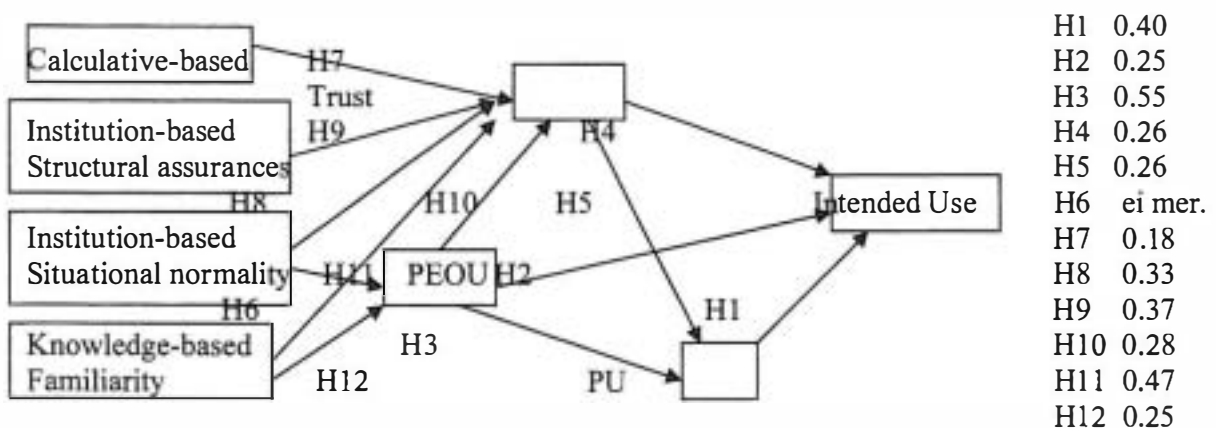 Calculative-based
H7
Trust
H9
Institution-based
Structural assurances
H8
H10
H5
H4
Institution-based
Situational normality
H11
PEOU
H2
Intended Use
H6
H1
Knowledge-based
Familiarity
H3
H12
PU
H1 0.40
H2 0.25
H3 0.55
H4 0.26
H5 0.26
H6 ei mer.
H7 0.18
H8 0.33
H9 0.37
H10 0.28
H11 0.47
H12 0.25